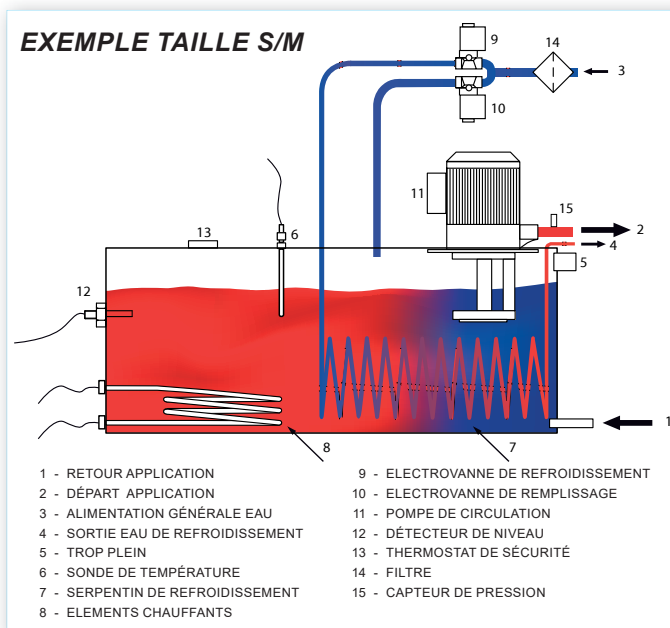 EXEMPLE TAILLE S/M
9
14
3
10
11
15
2
4
13
6
5
12
1
8
7
1 - RETOUR APPLICATION
2 - DÉPART APPLICATION
3 - ALIMENTATION GÉNÉRALE EAU
4 - SORTIE EAU DE REFROIDISSEMENT
5 - TROP PLEIN
6 - SONDE DE TEMPÉRATURE
7 - SERPENTIN DE REFROIDISSEMENT
8 - ELEMENTS CHAUFFANTS
9 - ELECTROVANNE DE REFROIDISSEMENT
10 - ELECTROVANNE DE REMPLISSAGE
11 - POMPE DE CIRCULATION
12 - DÉTECTEUR DE NIVEAU
13 - THERMOSTAT DE SÉCURITÉ
14 - FILTRE
15 - CAPTEUR DE PRESSION